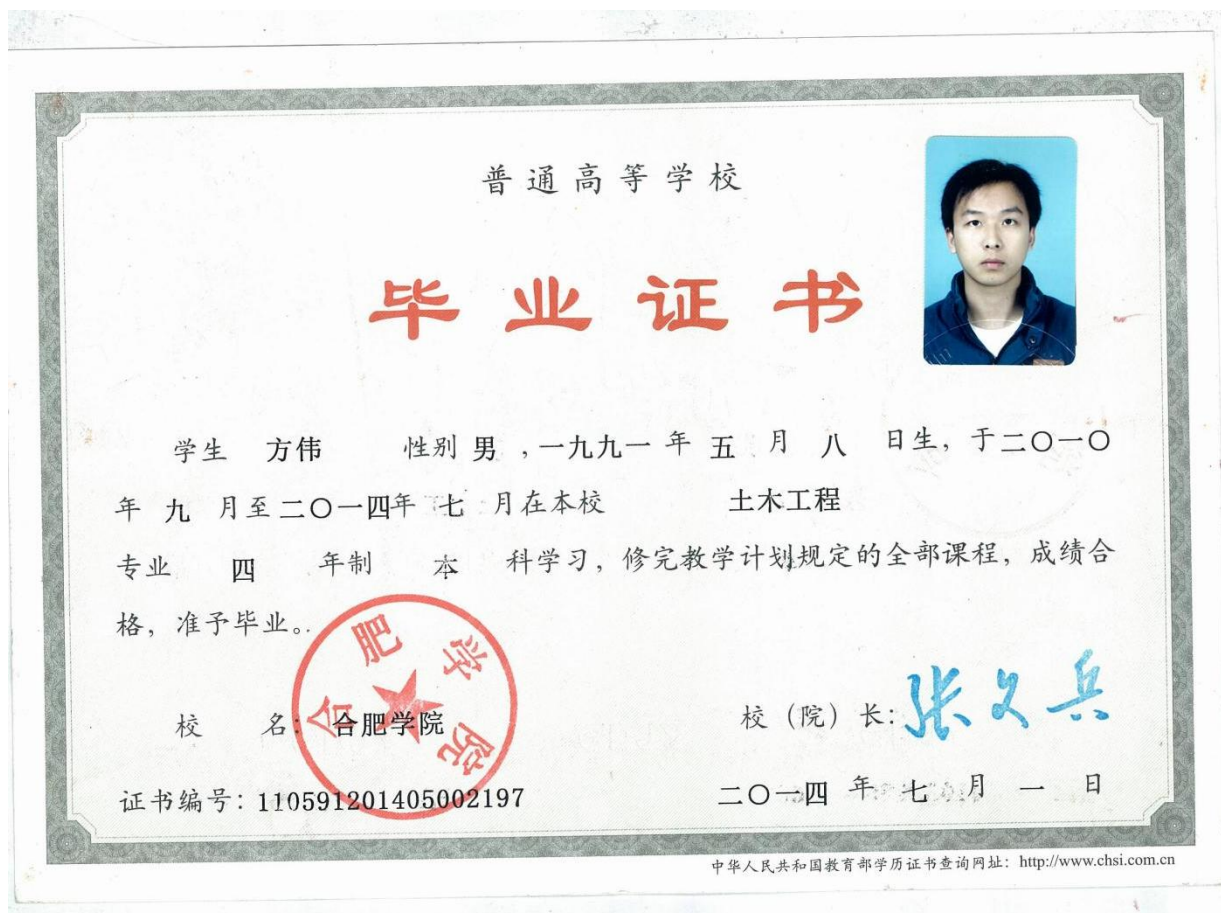 普通高等学校
毕业证书
学生 方伟 性别 男 ，一九九一 年 五 月 八 日生，于二〇一〇
年 九 月至二〇一四年 七 月在本校 土木工程
专业 四 年制 本 科学习，修完教学计划规定的全部课程，成绩合
格，准予毕业。
合肥学院
校 名：合肥学院 校（院）长：张文兵
证书编号：110591201405002197 二〇一四 年 七 月 一 日
中华人民共和国教育部学历证书查询网址：http://www.chsi.com.cn